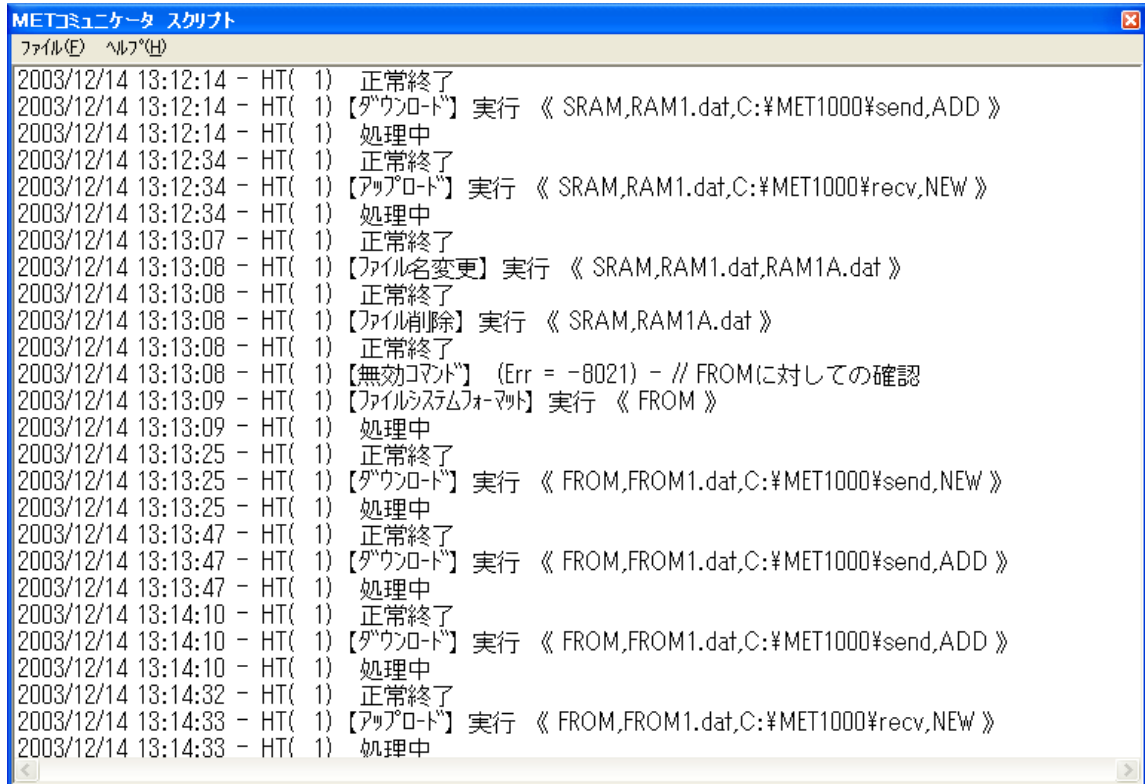 METコミュニケータ スクリプト
ファイル(F) ヘルプ(H)
2003/12/14 13:12:14 - HT( 1) 正常終了
2003/12/14 13:12:14 - HT( 1) 【ダウンロード】 実行 《 SRAM,RAM1.dat,C:¥MET1000¥send,ADD 》
2003/12/14 13:12:14 - HT( 1) 処理中
2003/12/14 13:12:34 - HT( 1) 正常終了
2003/12/14 13:12:34 - HT( 1) 【アップロード】 実行 《 SRAM,RAM1.dat,C:¥MET1000¥recv,NEW 》
2003/12/14 13:12:34 - HT( 1) 処理中
2003/12/14 13:13:07 - HT( 1) 正常終了
2003/12/14 13:13:08 - HT( 1) 【ファイル名変更】 実行 《 SRAM,RAM1.dat,RAM1A.dat 》
2003/12/14 13:13:08 - HT( 1) 正常終了
2003/12/14 13:13:08 - HT( 1) 【ファイル削除】 実行 《 SRAM,RAM1A.dat 》
2003/12/14 13:13:08 - HT( 1) 正常終了
2003/12/14 13:13:08 - HT( 1) 【無効コマンド】 (Err = -8021) - // FROMに対しての確認
2003/12/14 13:13:09 - HT( 1) 【ファイルシステムフォーマット】 実行 《 FROM 》
2003/12/14 13:13:09 - HT( 1) 処理中
2003/12/14 13:13:25 - HT( 1) 正常終了
2003/12/14 13:13:25 - HT( 1) 【ダウンロード】 実行 《 FROM,FROM1.dat,C:¥MET1000¥send,NEW 》
2003/12/14 13:13:25 - HT( 1) 処理中
2003/12/14 13:13:47 - HT( 1) 正常終了
2003/12/14 13:13:47 - HT( 1) 【ダウンロード】 実行 《 FROM,FROM1.dat,C:¥MET1000¥send,ADD 》
2003/12/14 13:13:47 - HT( 1) 処理中
2003/12/14 13:14:10 - HT( 1) 正常終了
2003/12/14 13:14:10 - HT( 1) 【ダウンロード】 実行 《 FROM,FROM1.dat,C:¥MET1000¥send,ADD 》
2003/12/14 13:14:10 - HT( 1) 処理中
2003/12/14 13:14:32 - HT( 1) 正常終了
2003/12/14 13:14:33 - HT( 1) 【アップロード】 実行 《 FROM,FROM1.dat,C:¥MET1000¥recv,NEW 》
2003/12/14 13:14:33 - HT( 1) 処理中